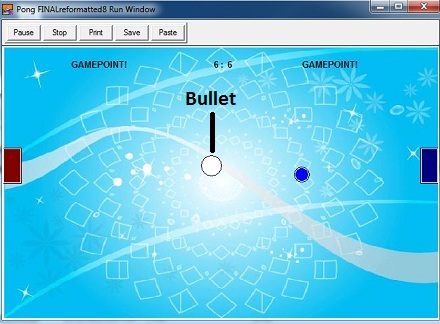 Pong FINALreformatted8 Run Window
Pause Stop Print Save Paste
GAMEPOINT! 6 : 6 GAMEPOINT!
Bullet